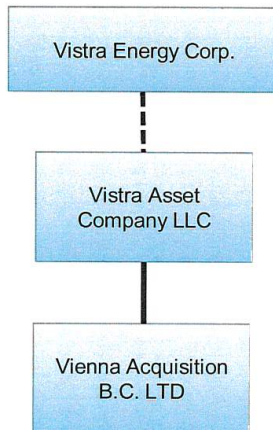 Vistra Energy Corp.
Vistra Asset
Company LLC
Vienna Acquisition
B.C. LTD